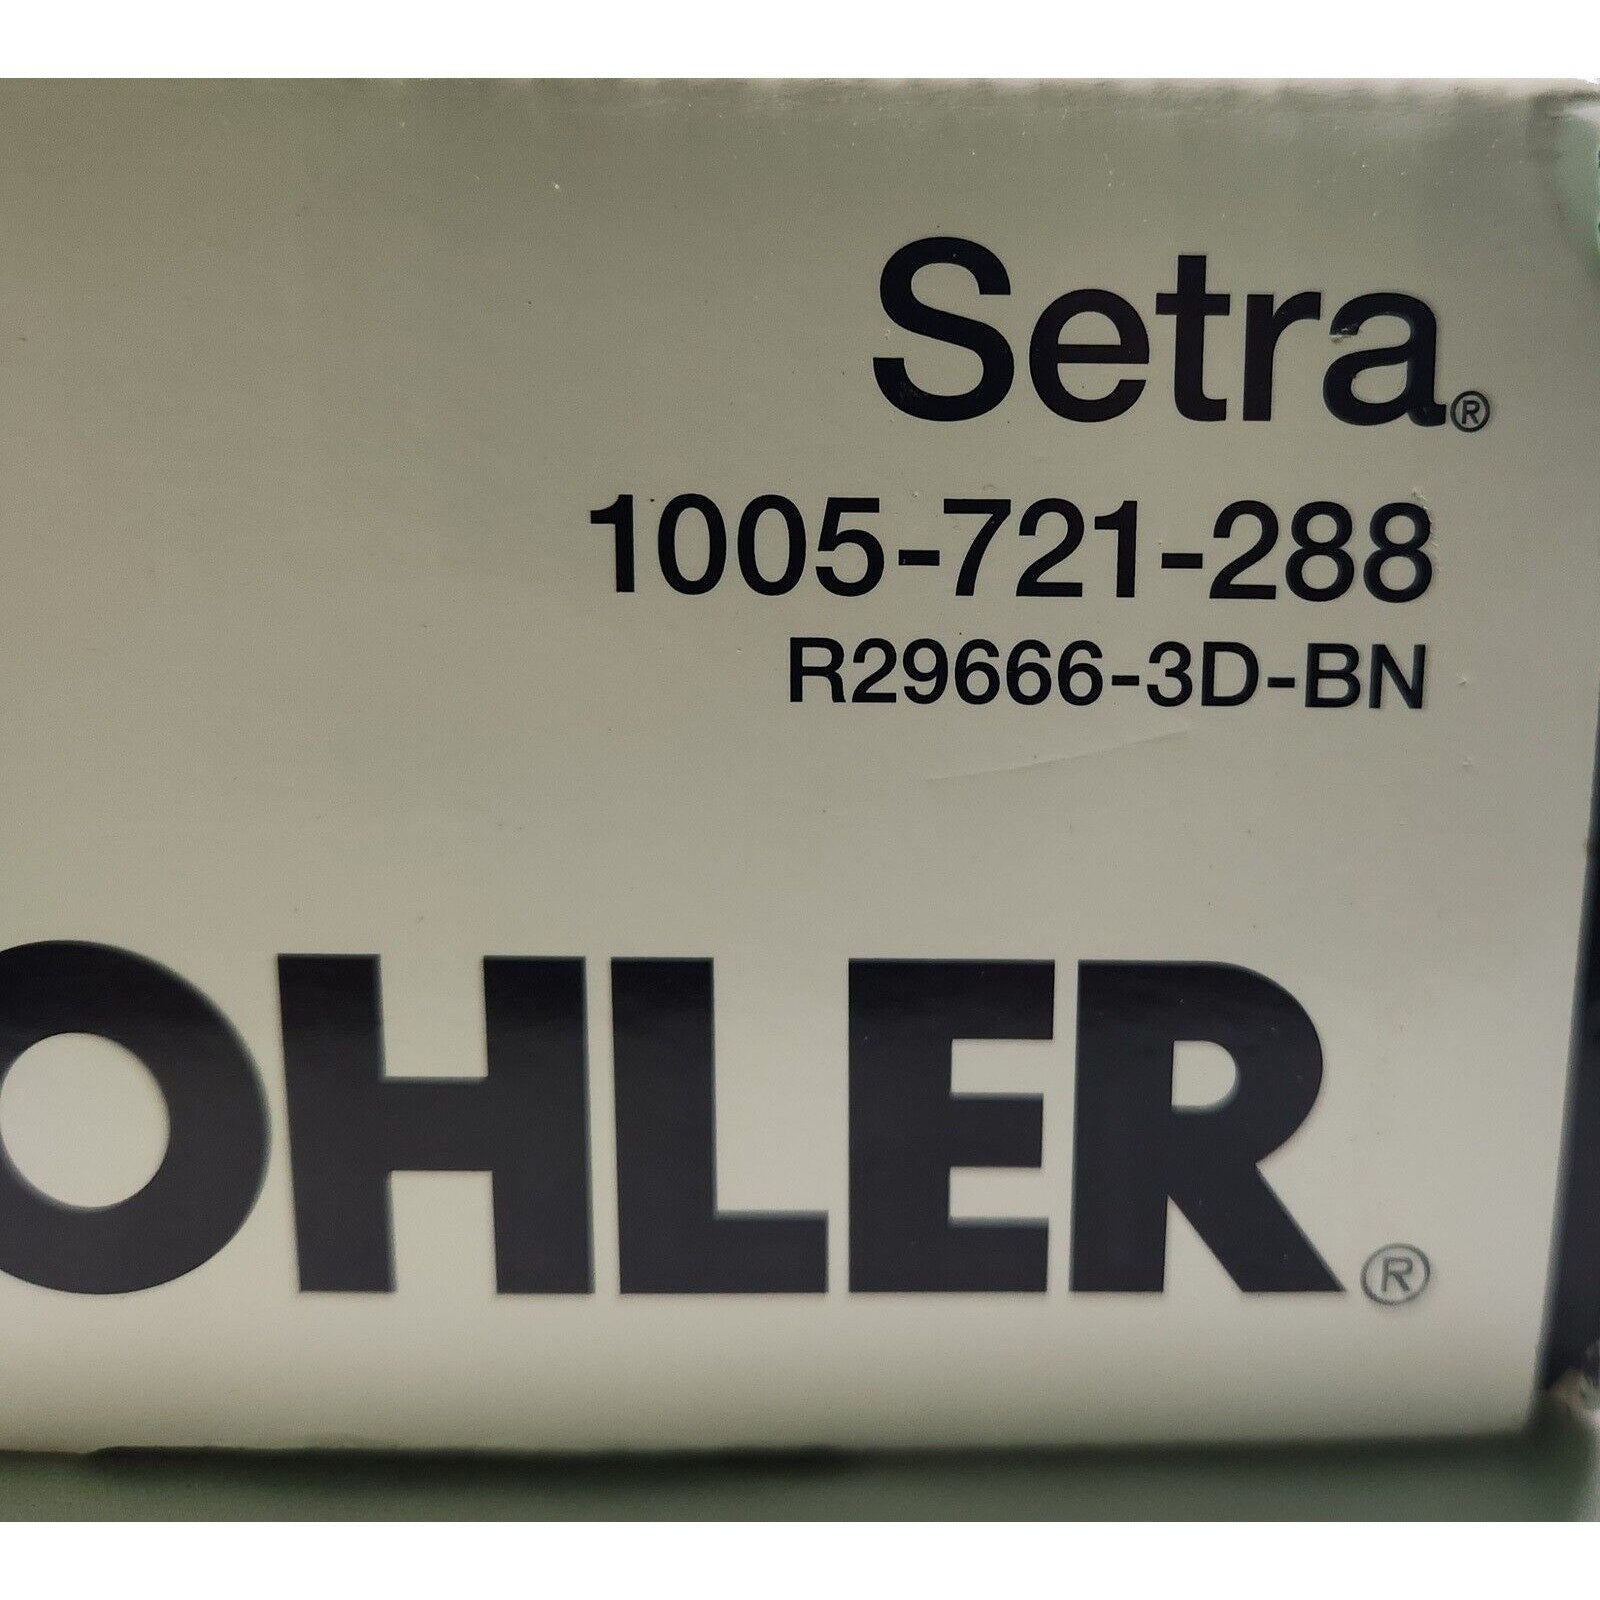 Setra®
1005-721-288
R29666-3D-BN
OHLER®